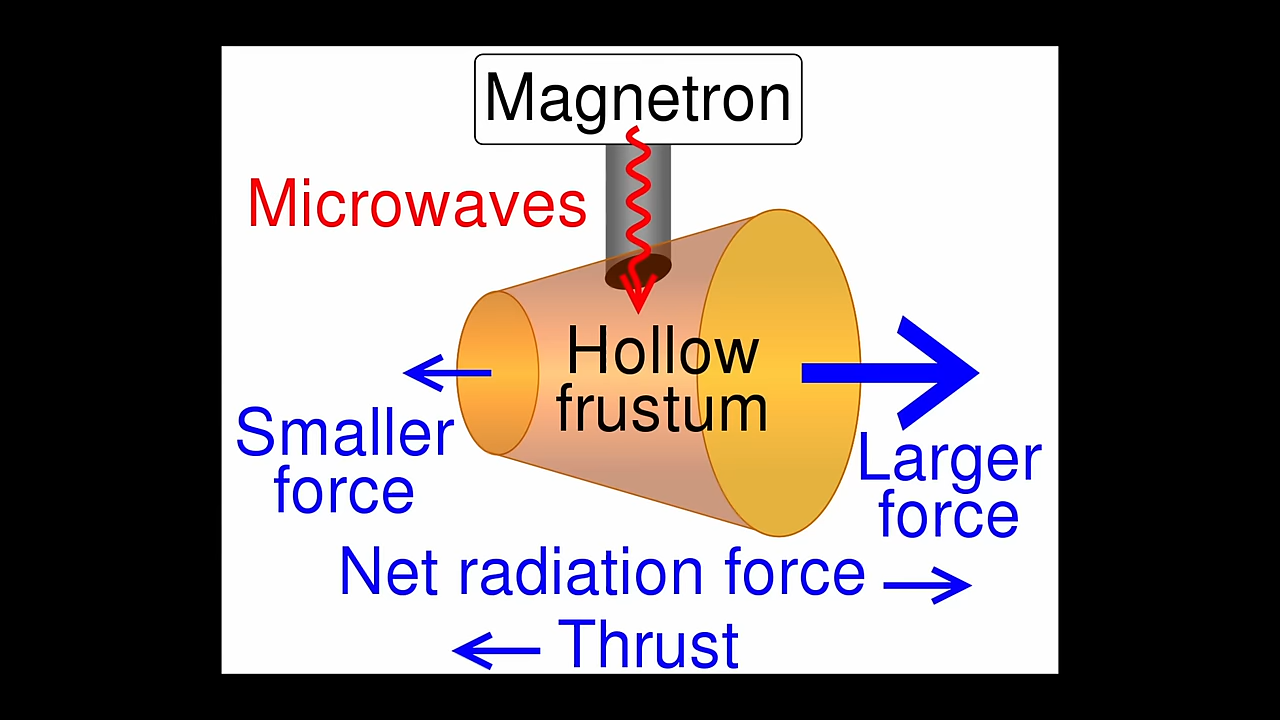 Magnetron
Microwaves
Hollow
frustum
Smaller
force
Larger
force
Net radiation force
Thrust